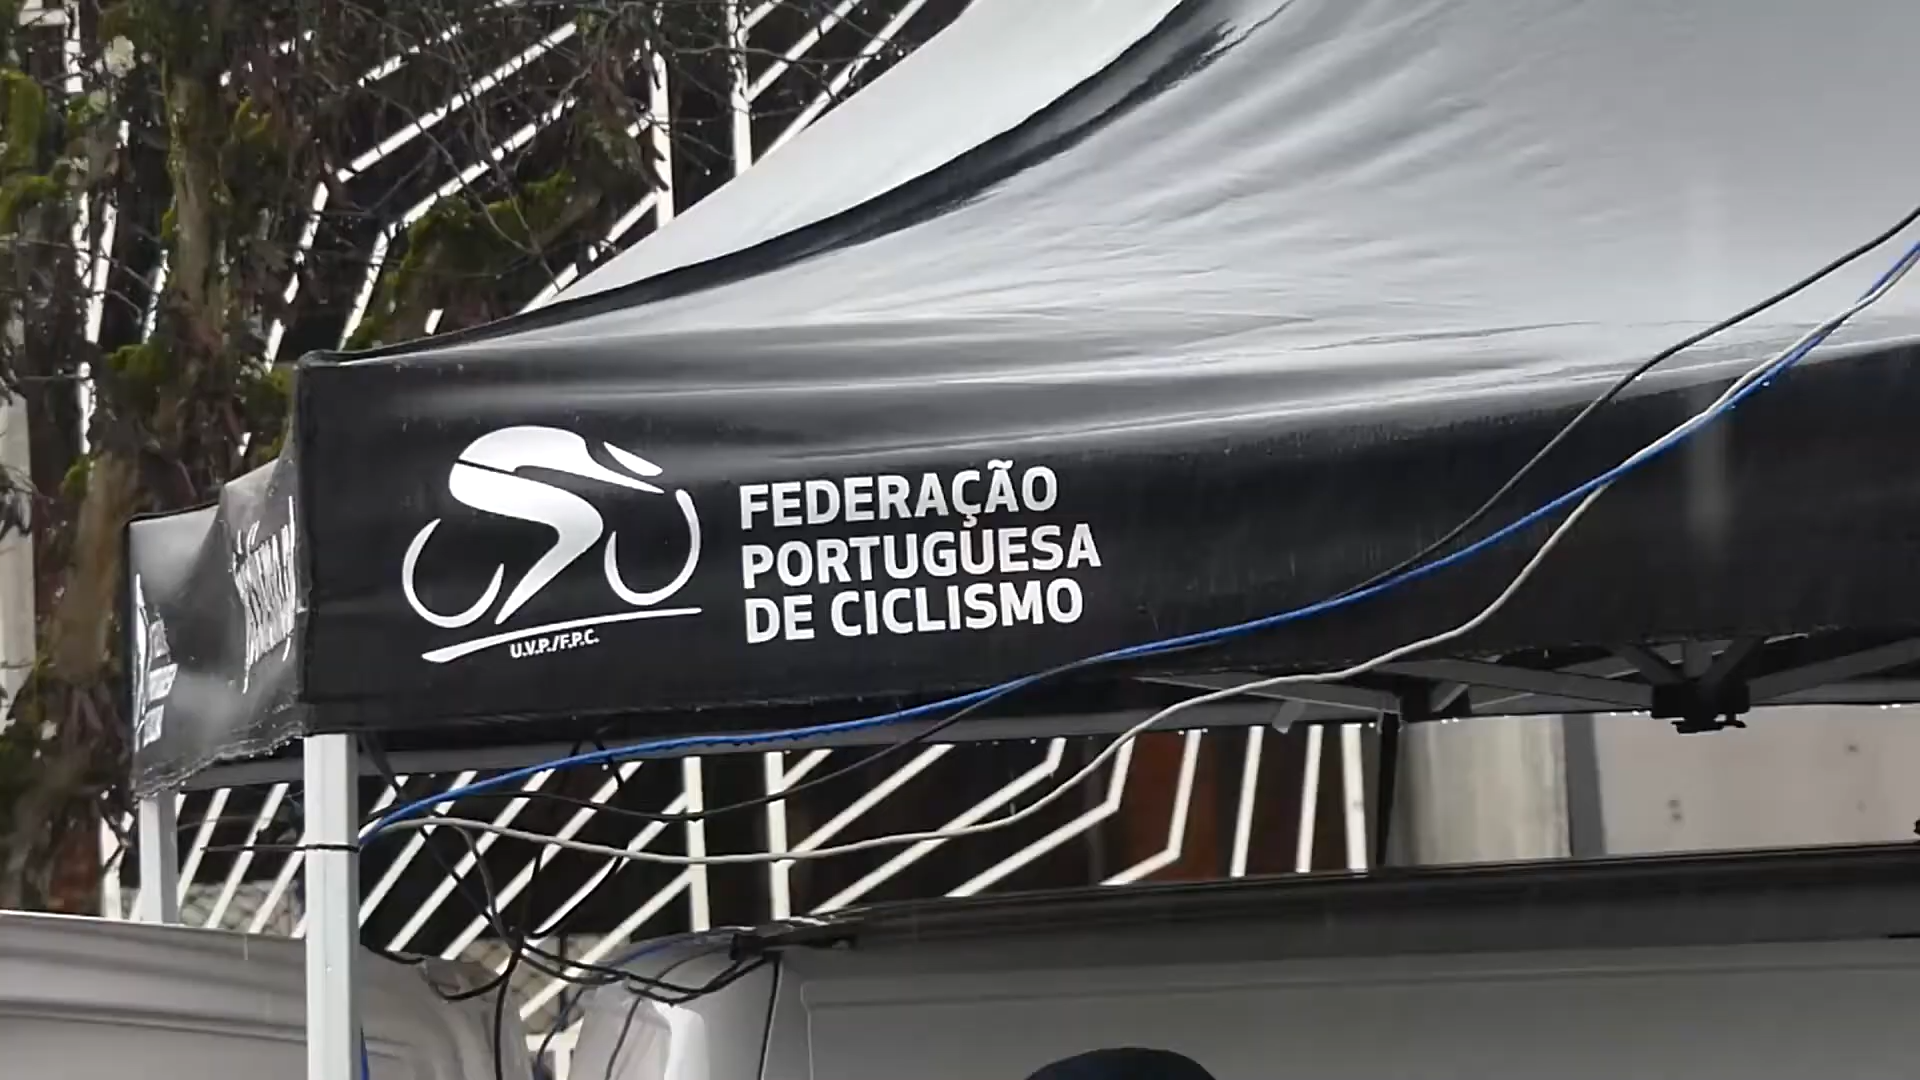 FEDERAÇÃO
PORTUGUESA
DE CICLISMO
U.V.P./F.P.C.